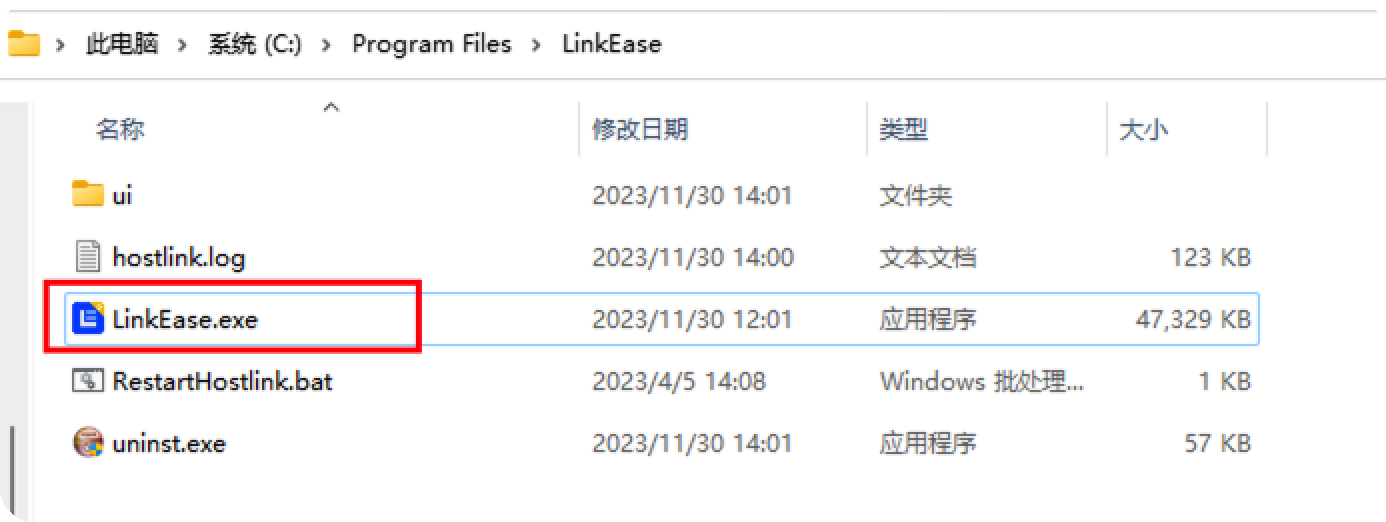 此电脑 › 系统 (C:) › Program Files › LinkEase
名称 修改日期 类型 大小
ui 2023/11/30 14:01 文件夹
hostlink.log 2023/11/30 14:00 文本文档 123 KB
LinkEase.exe 2023/11/30 12:01 应用程序 47,329 KB
RestartHostlink.bat 2023/4/5 14:08 Windows 批处理... 1 KB
uninst.exe 2023/11/30 14:01 应用程序 57 KB